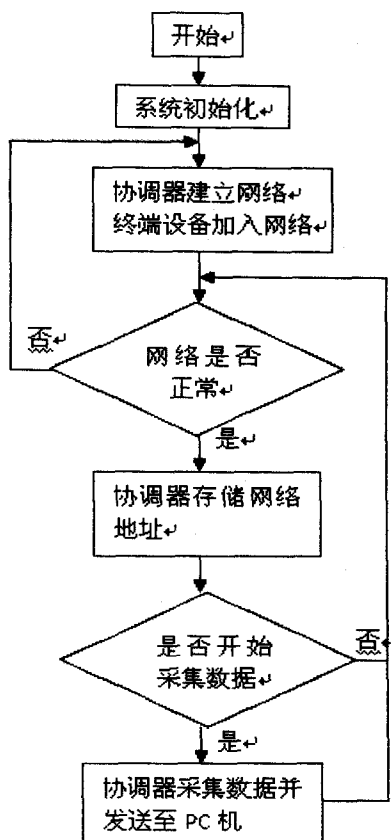 开始↵
系统初始化↵
协调器建立网络↵
终端设备加入网络↵
否↵
网络是否
正常↵
是↵
协调器存储网络
地址↵
是否开始
采集数据↵
否↵
是↵
协调器采集数据并
发送至 PC 机